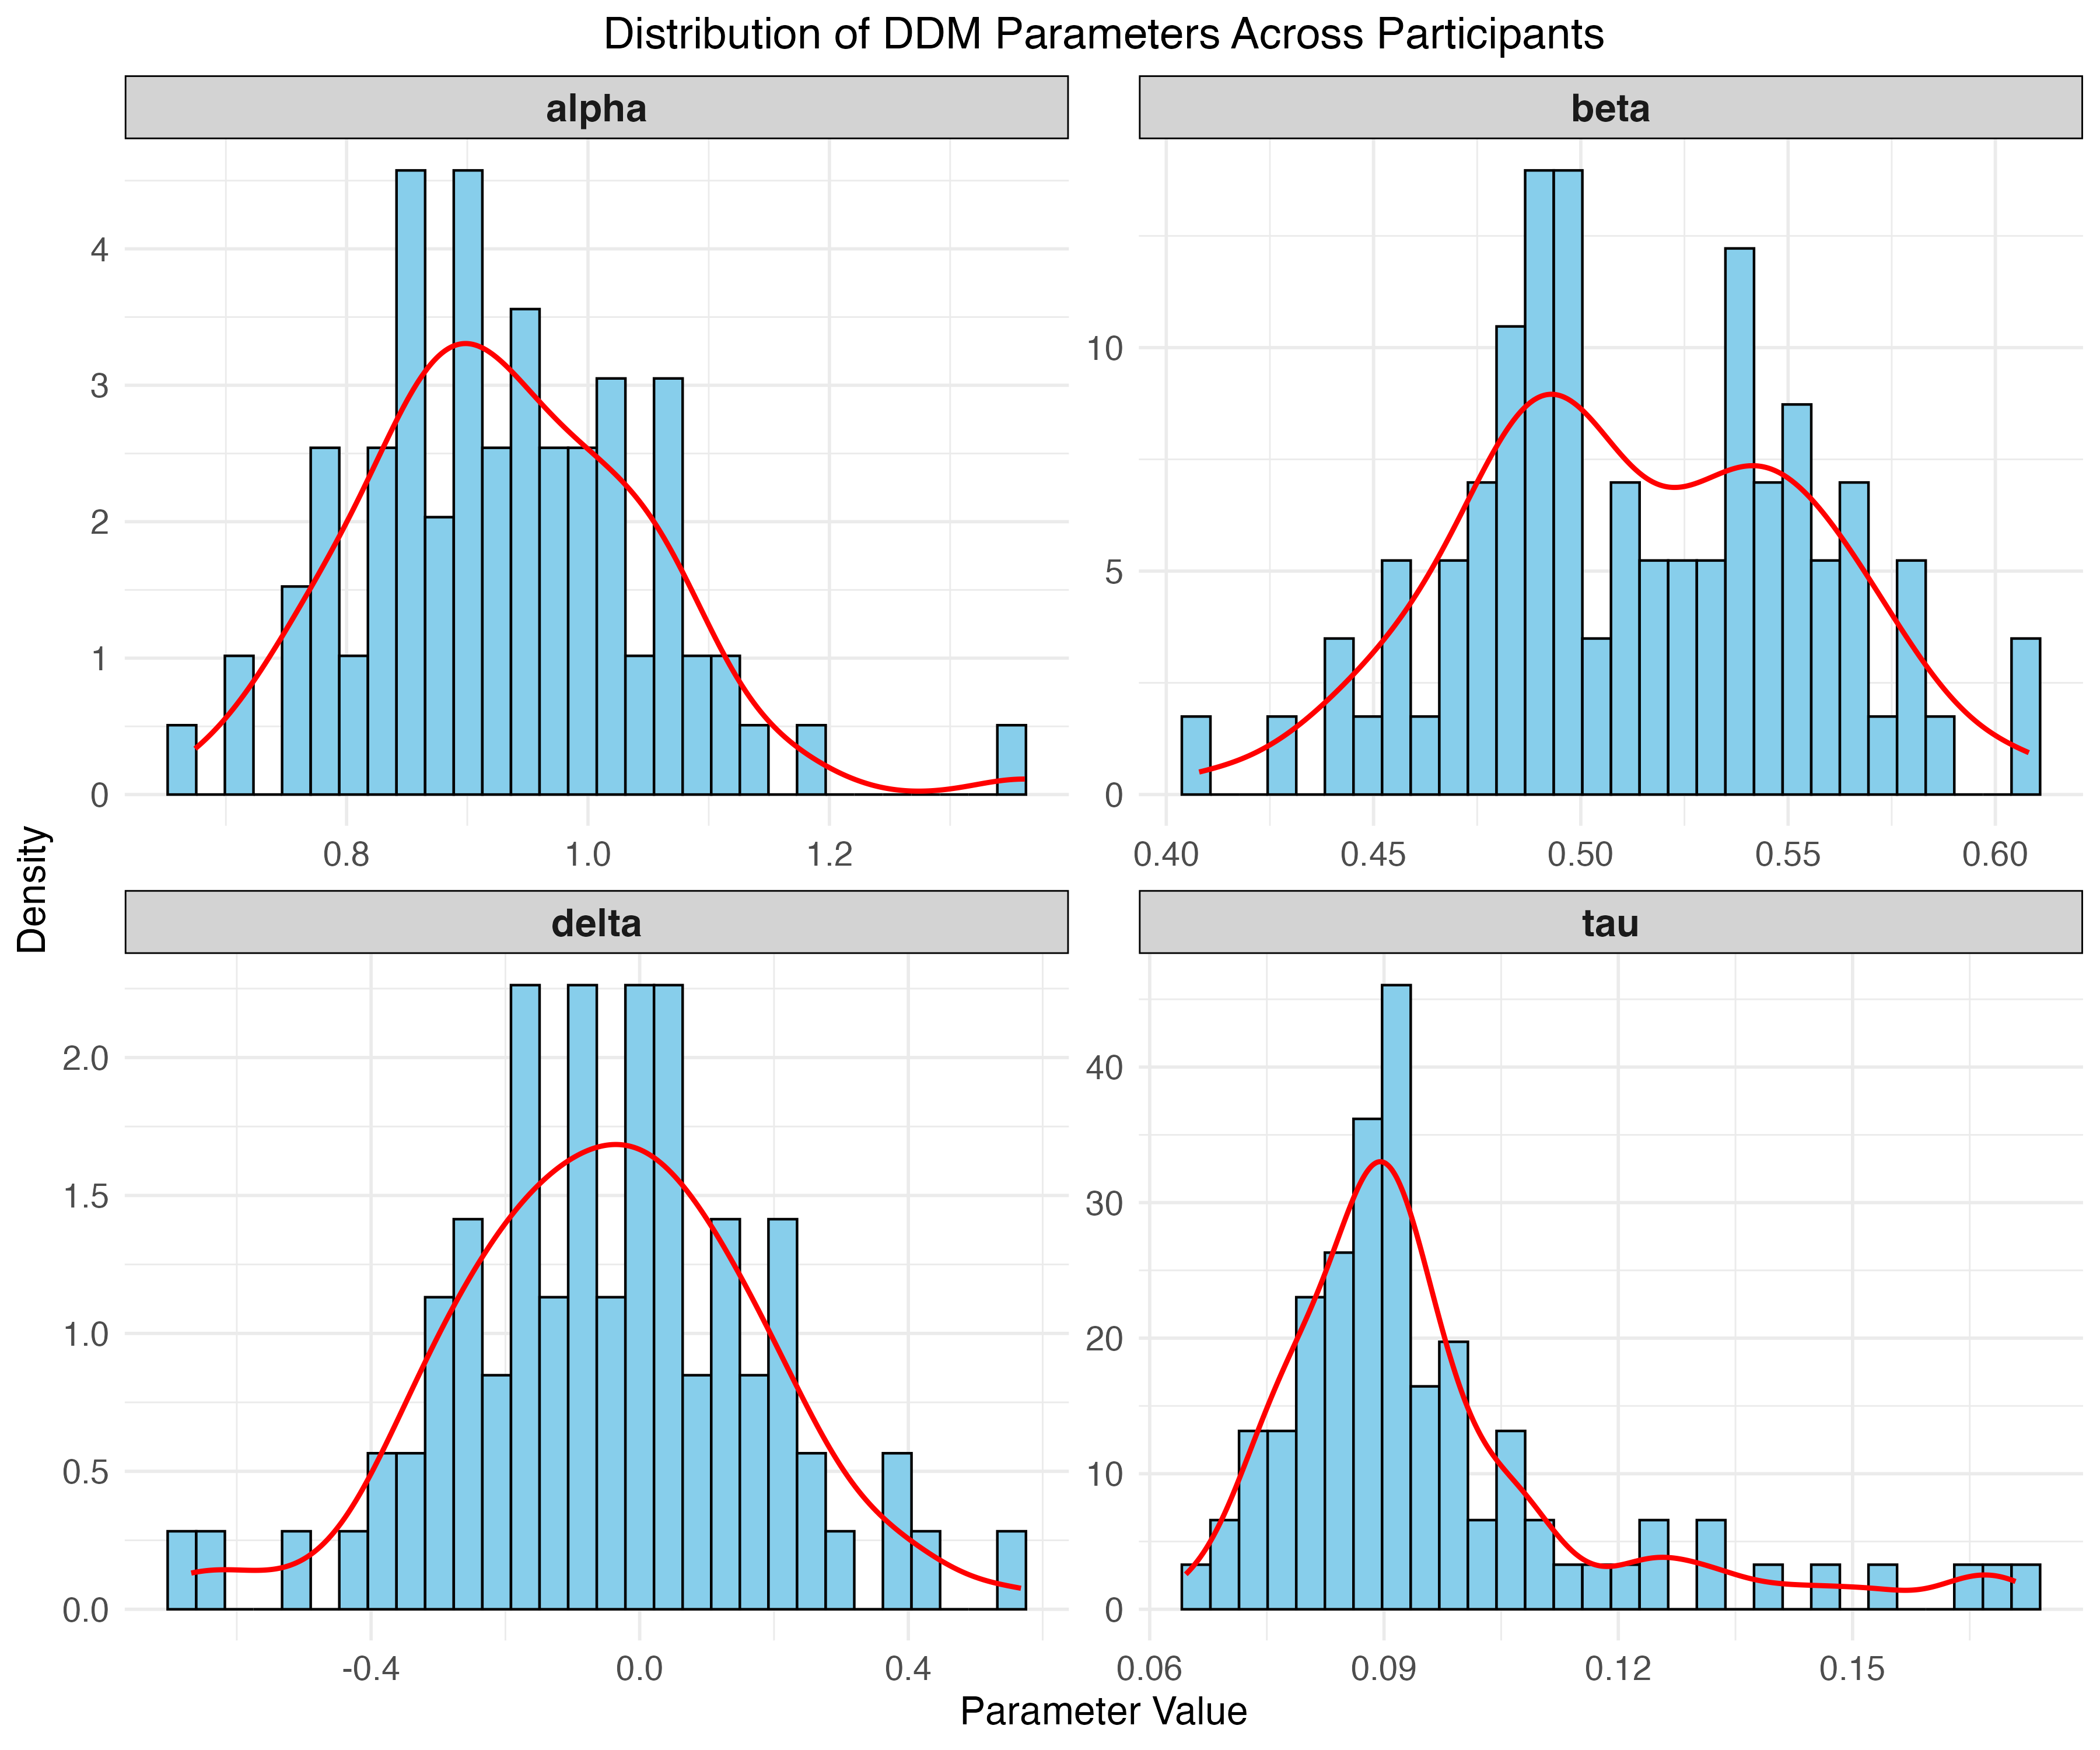 Distribution of DDM Parameters Across Participants
alpha
beta
4
3
2
1
0
0.8 1.0 1.2
10
5
0
0.40 0.45 0.50 0.55 0.60
Density
delta
tau
2.0
1.5
1.0
0.5
0.0
-0.4 0.0 0.4
40
30
20
10
0
0.06 0.09 0.12 0.15
Parameter Value